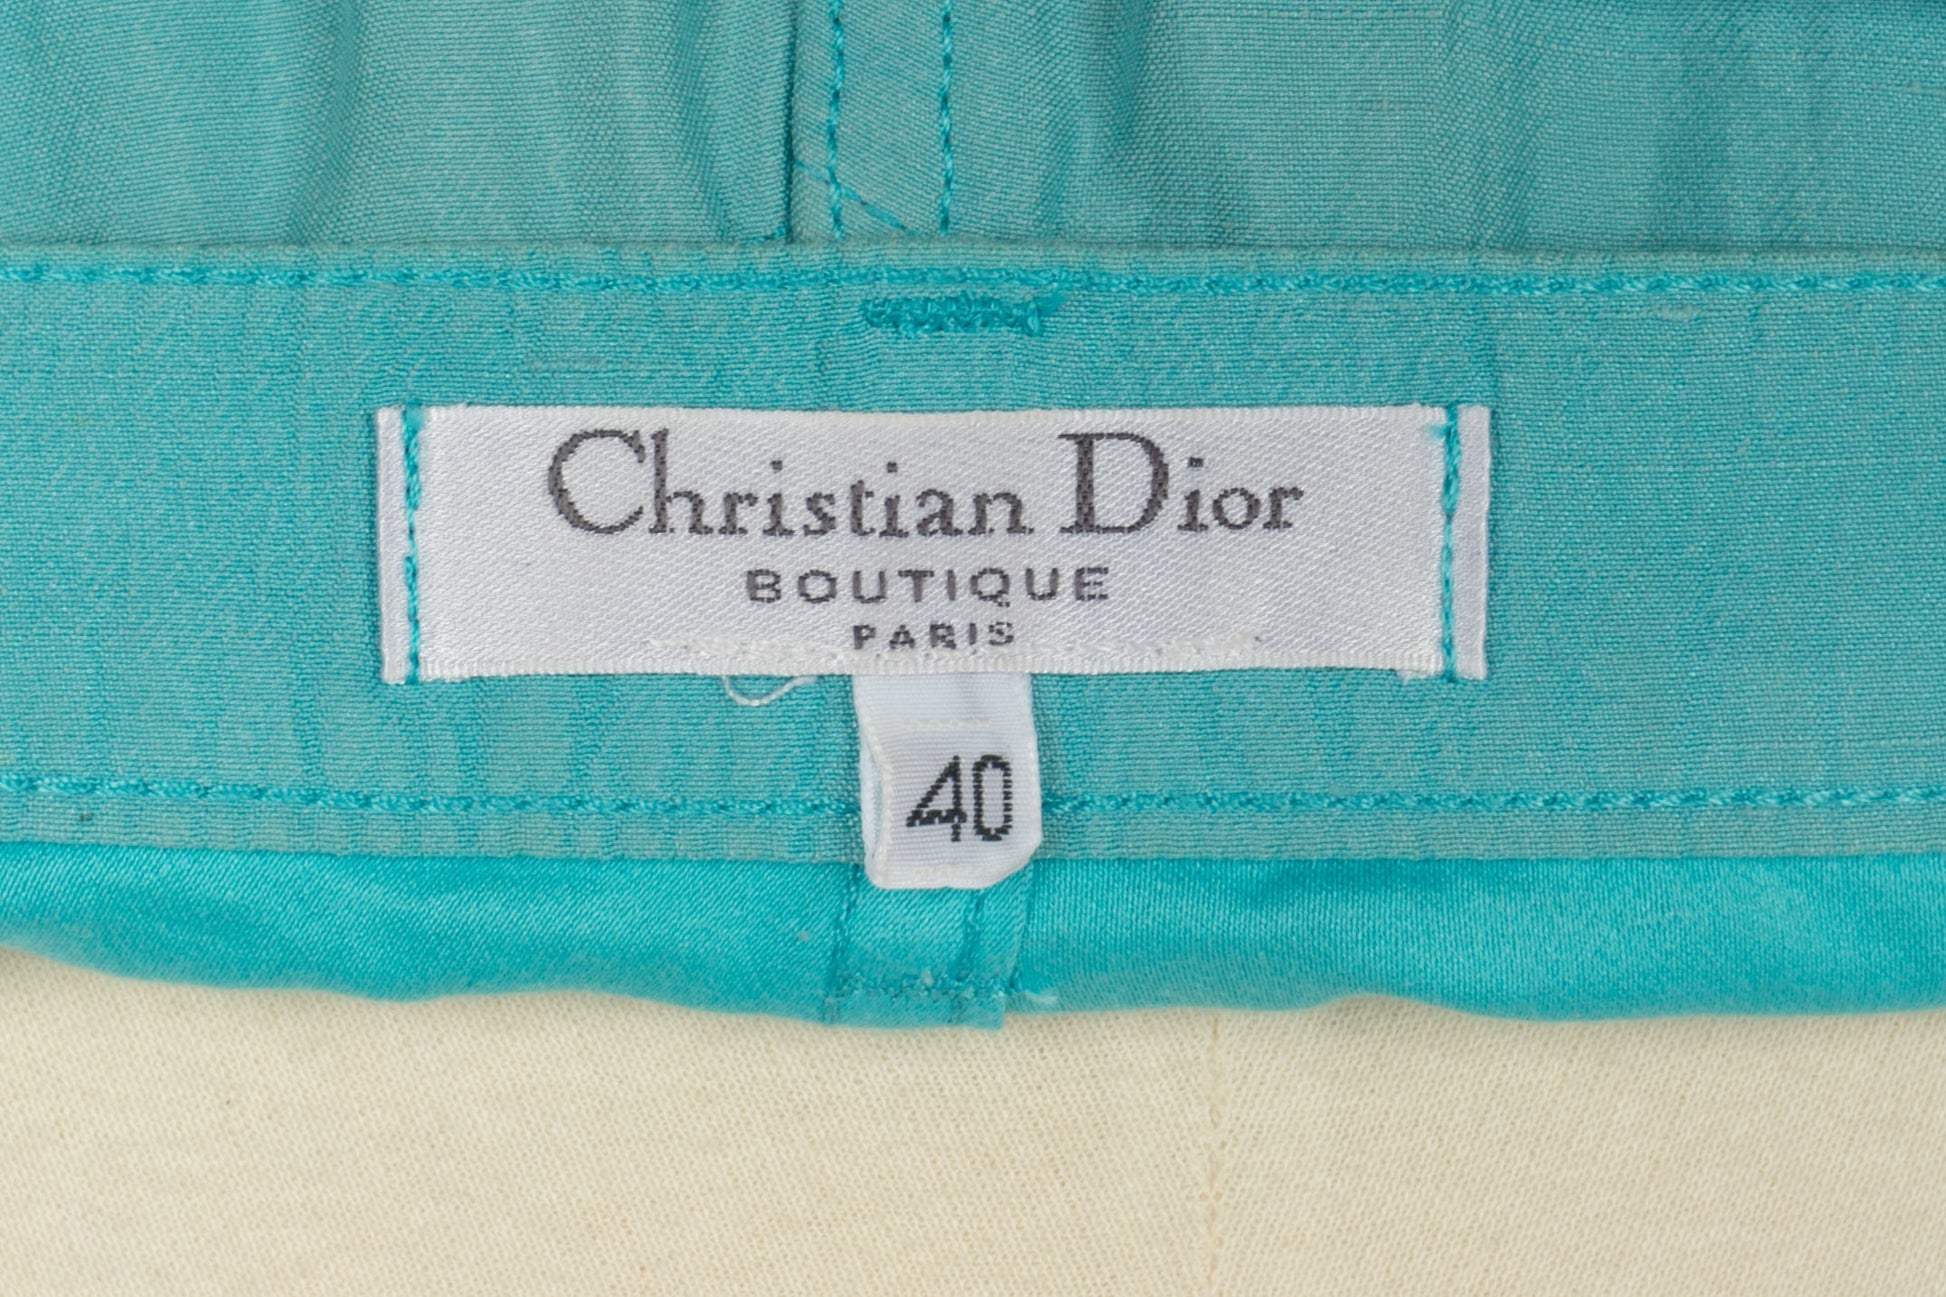 Christian Dior
BOUTIQUE
PARIS
40